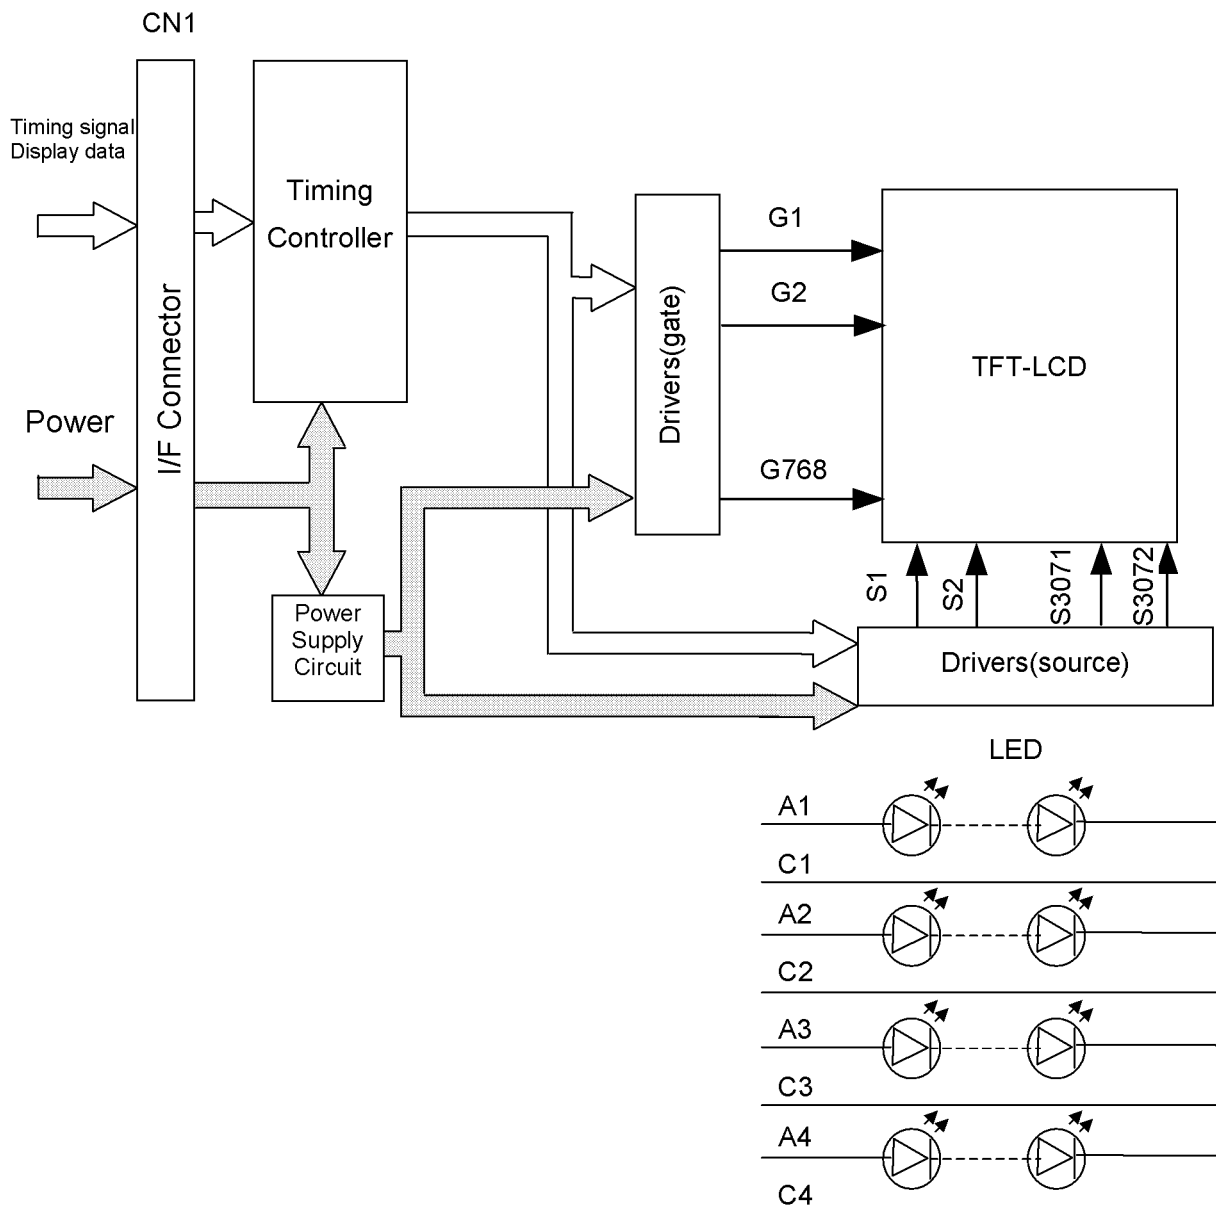 CN1
Timing signal
Display data
Power
I/F Connector
Timing
Controller
Power
Supply
Circuit
Drivers(gate)
G1
G2
G768
TFT-LCD
S1
S2
S3071
S3072
Drivers(source)
LED
A1
C1
A2
C2
A3
C3
A4
C4